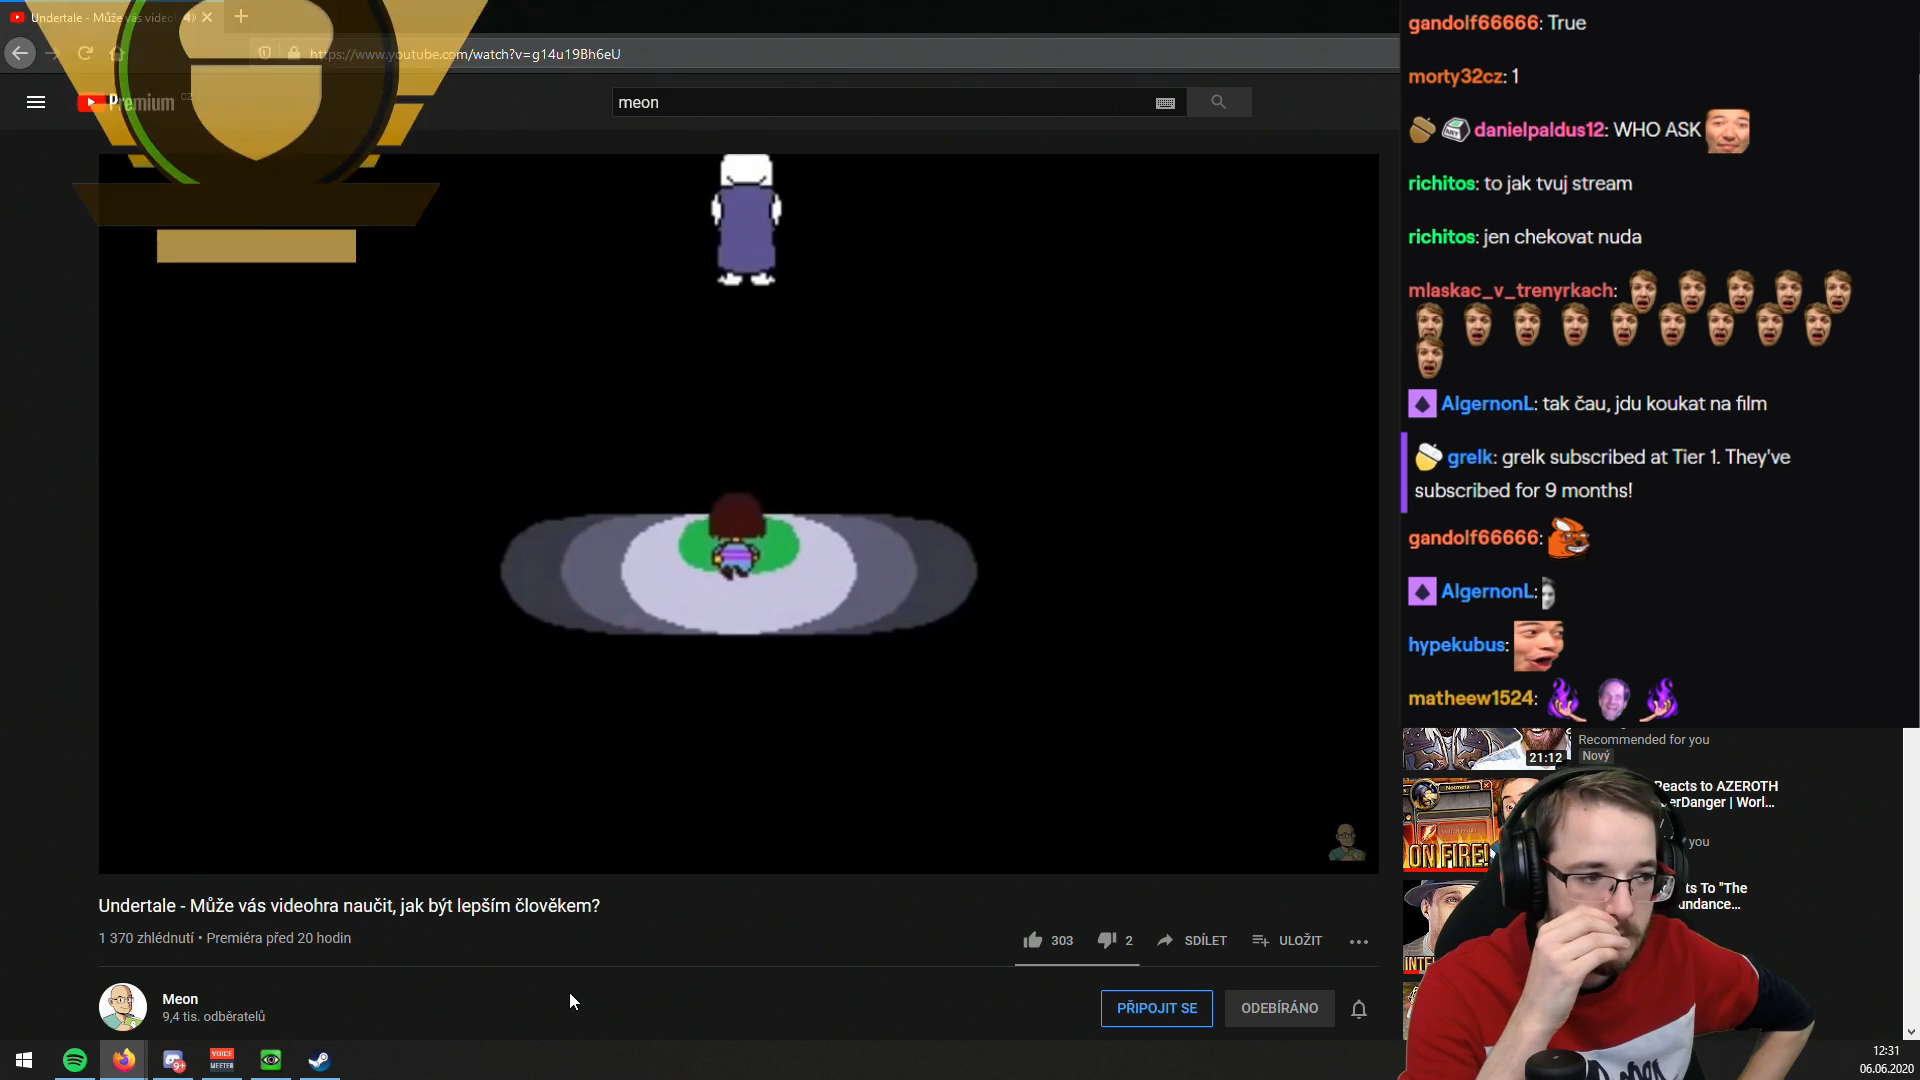 Undertale - Může vás video
https://www.youtube.com/watch?v=g14u19Bh6eU
Premium CZ
meon
gandolf66666: True
morty32cz: 1
danielpaldus12: WHO ASK
richitos: to jak tvuj stream
richitos: jen chekovat nuda
mlaskac_v_trenyrkach:
AlgernonL: tak čau, jdu koukat na film
grelk: grelk subscribed at Tier 1. They've
subscribed for 9 months!
gandolf66666:
AlgernonL:
hypekubus:
matheew1524:
21:12
Recommended for you
Nový
Reacts to AZEROTH
erDanger | Worl...
you
ON FIRE!
ts To "The
undance...
INTE
Undertale - Může vás videohra naučit, jak být lepším člověkem?
1 370 zhlédnutí • Premiéra před 20 hodin
303
2
SDÍLET
ULOŽIT
Meon
9,4 tis. odběratelů
PŘIPOJIT SE
ODEBÍRÁNO
9+
VOICE
MEETER
12:31
06.06.2020